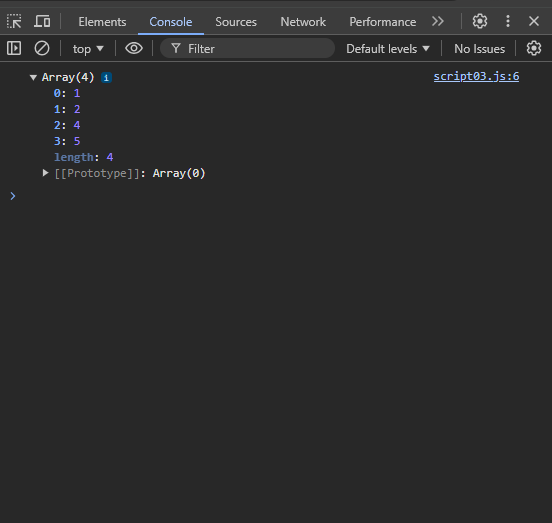 Elements Console Sources Network Performance
top Filter Default levels No Issues
Array(4) i script03.js:6
0: 1
1: 2
2: 4
3: 5
length: 4
[[Prototype]]: Array(0)